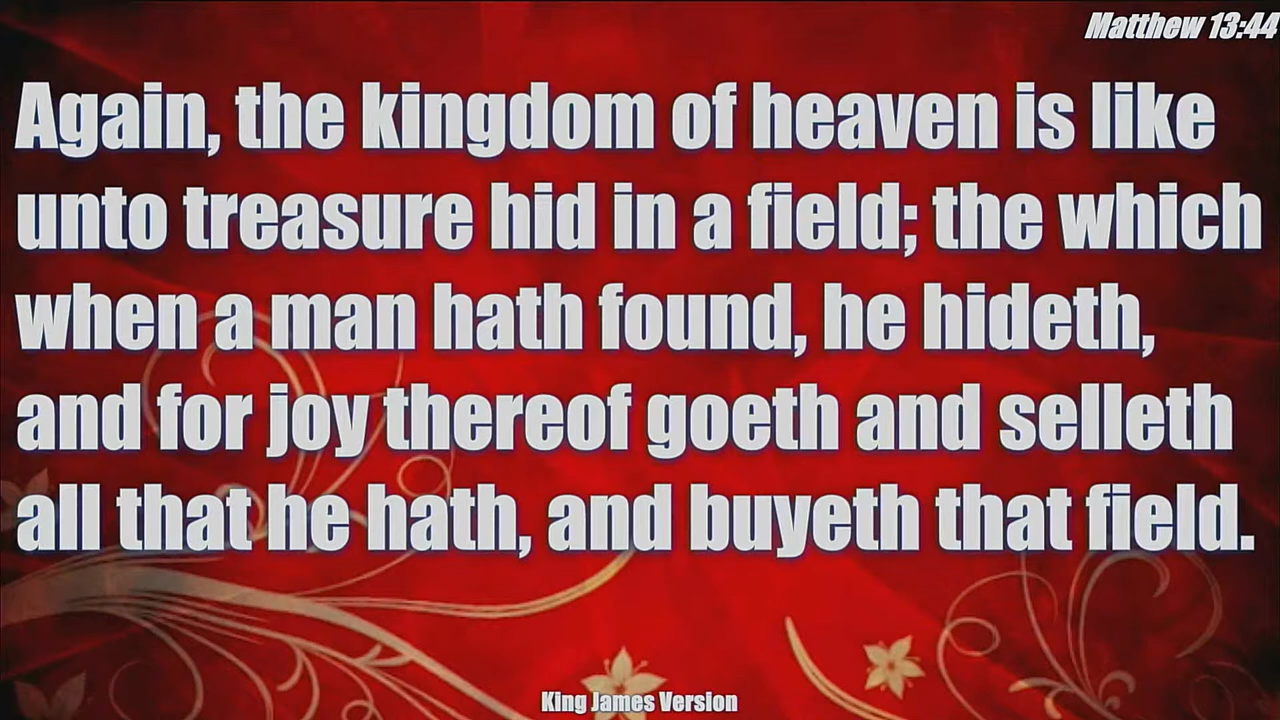 Matthew 13:44
Again, the kingdom of heaven is like
unto treasure hid in a field; the which
when a man hath found, he hideth,
and for joy thereof goeth and selleth
all that he hath, and buyeth that field.
King James Version